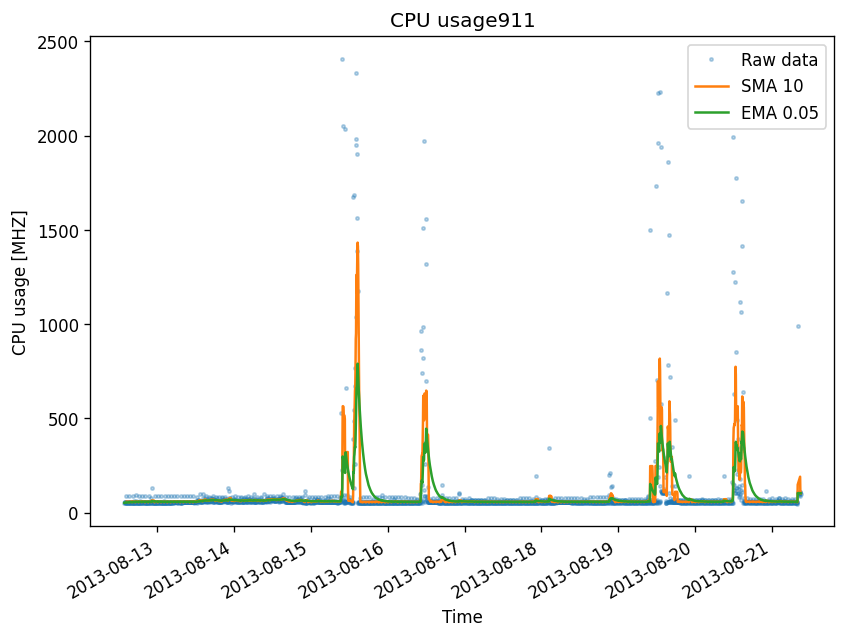 CPU usage911
2500
2000
1500
1000
500
0
CPU usage [MHZ]
Raw data
SMA 10
EMA 0.05
2013-08-13
2013-08-14
2013-08-15
2013-08-16
2013-08-17
2013-08-18
2013-08-19
2013-08-20
2013-08-21
Time